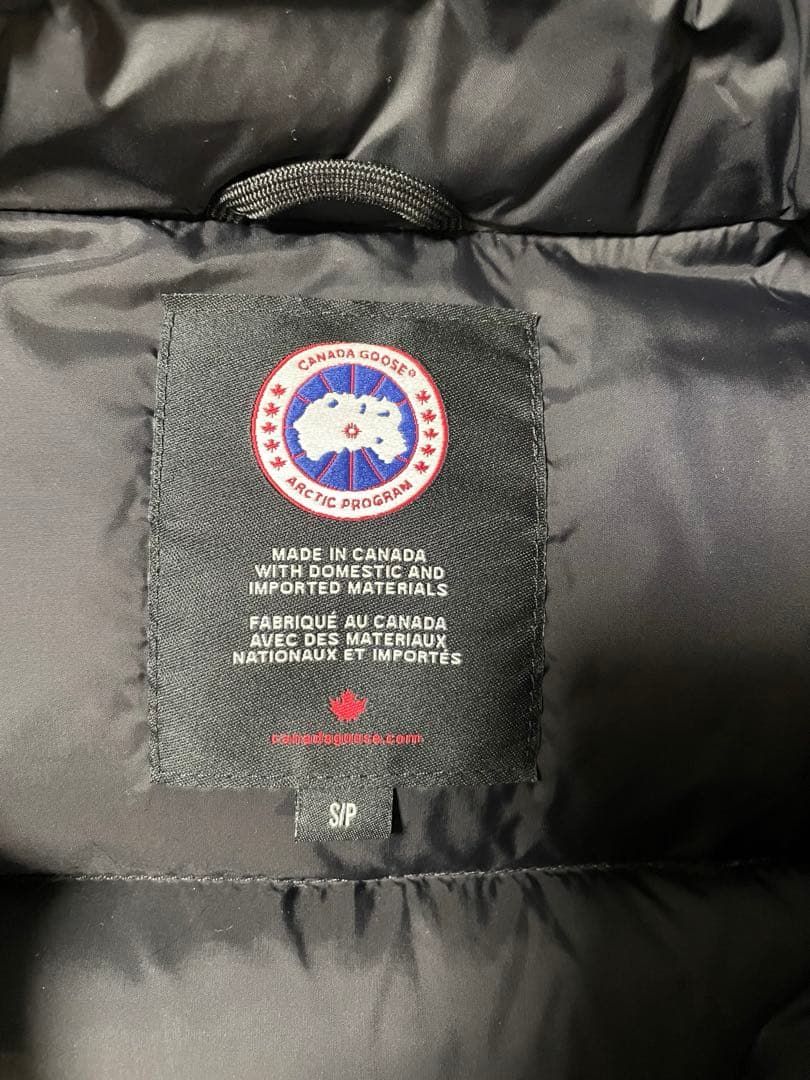 CANADA GOOSE®
ARCTIC PROGRAM
MADE IN CANADA
WITH DOMESTIC AND
IMPORTED MATERIALS
FABRIQUÉ AU CANADA
AVEC DES MATERIAUX
NATIONAUX ET IMPORTÉS
canadagoose.com
S/P